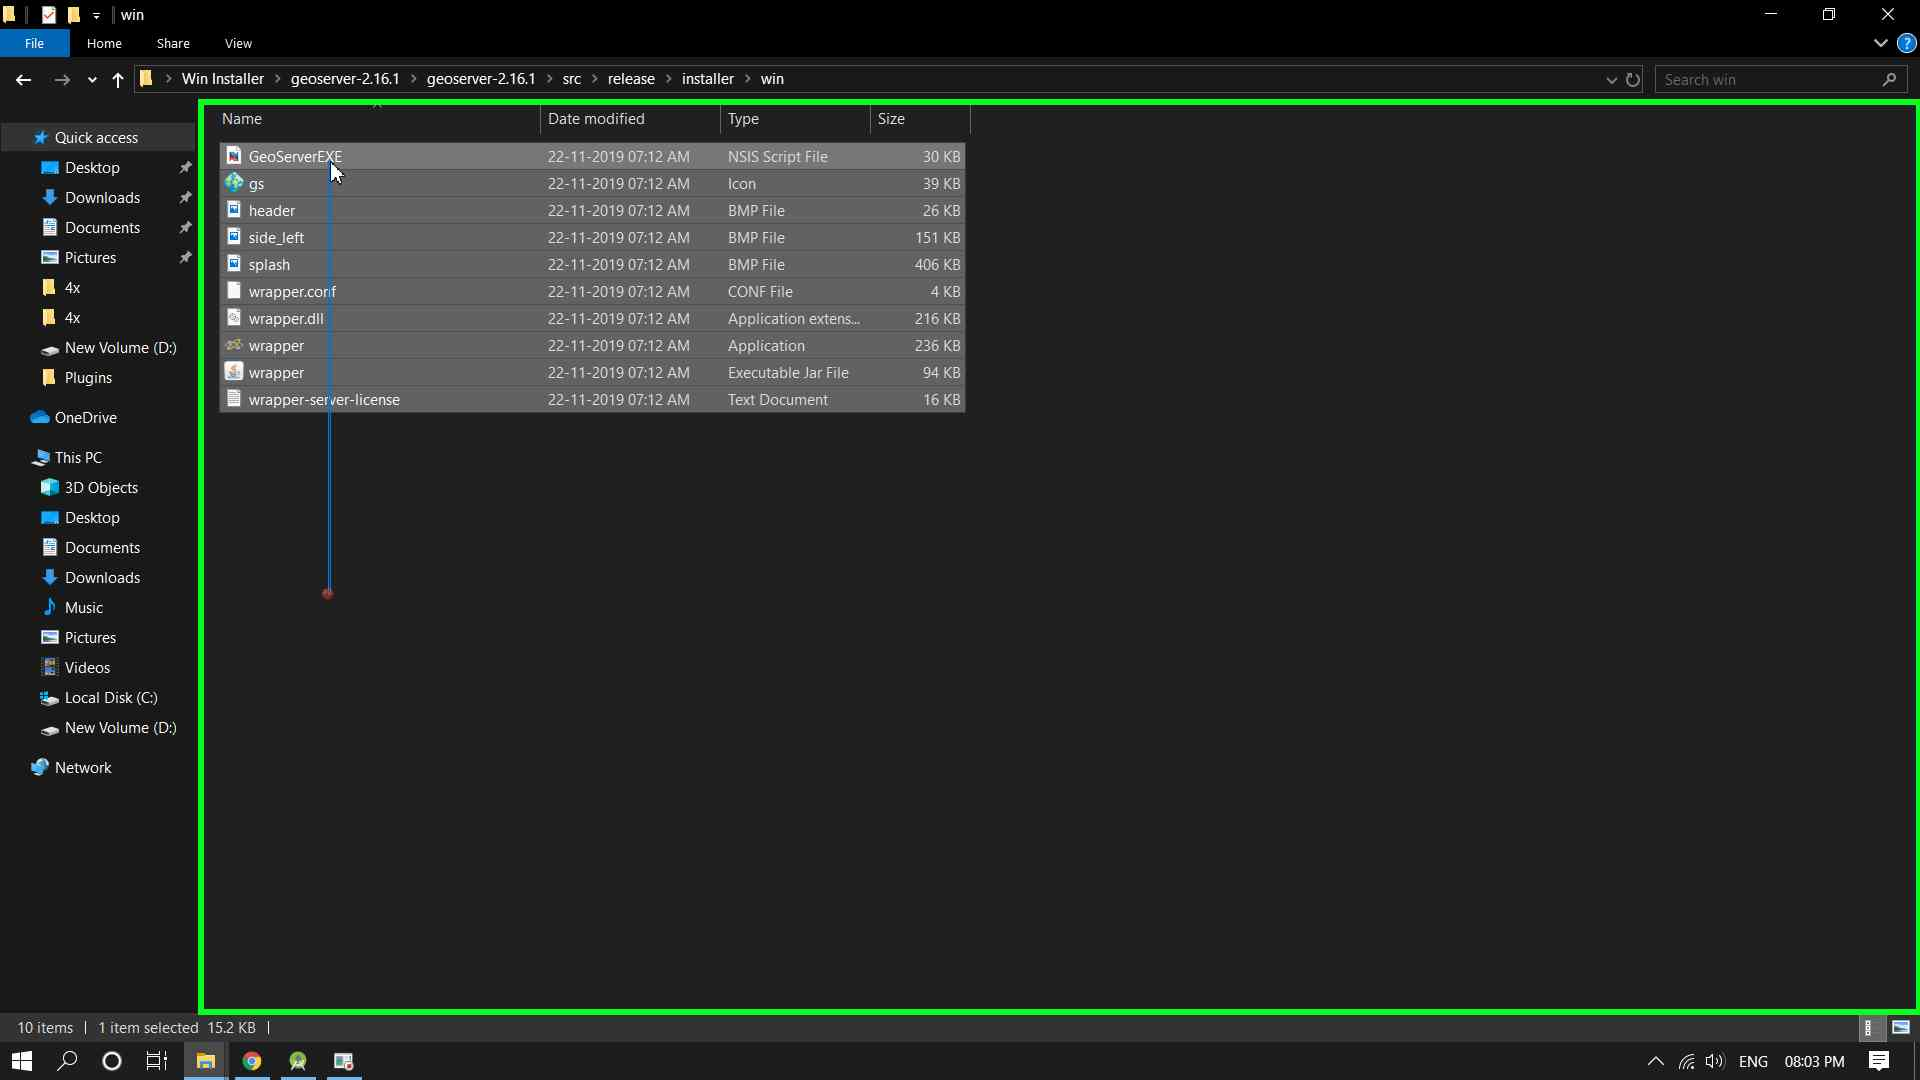 win
File Home Share View
Win Installer geoserver-2.16.1 geoserver-2.16.1 src release installer win Search win
Name Date modified Type Size
GeoServerEXE 22-11-2019 07:12 AM NSIS Script File 30 KB
gs 22-11-2019 07:12 AM Icon 39 KB
header 22-11-2019 07:12 AM BMP File 26 KB
side_left 22-11-2019 07:12 AM BMP File 151 KB
splash 22-11-2019 07:12 AM BMP File 406 KB
wrapper.conf 22-11-2019 07:12 AM CONF File 4 KB
wrapper.dll 22-11-2019 07:12 AM Application extens... 216 KB
wrapper 22-11-2019 07:12 AM Application 236 KB
wrapper 22-11-2019 07:12 AM Executable Jar File 94 KB
wrapper-server-license 22-11-2019 07:12 AM Text Document 16 KB
Quick access
Desktop
Downloads
Documents
Pictures
4x
4x
New Volume (D:)
Plugins
OneDrive
This PC
3D Objects
Desktop
Documents
Downloads
Music
Pictures
Videos
Local Disk (C:)
New Volume (D:)
Network
10 items 1 item selected 15.2 KB
ENG 08:03 PM